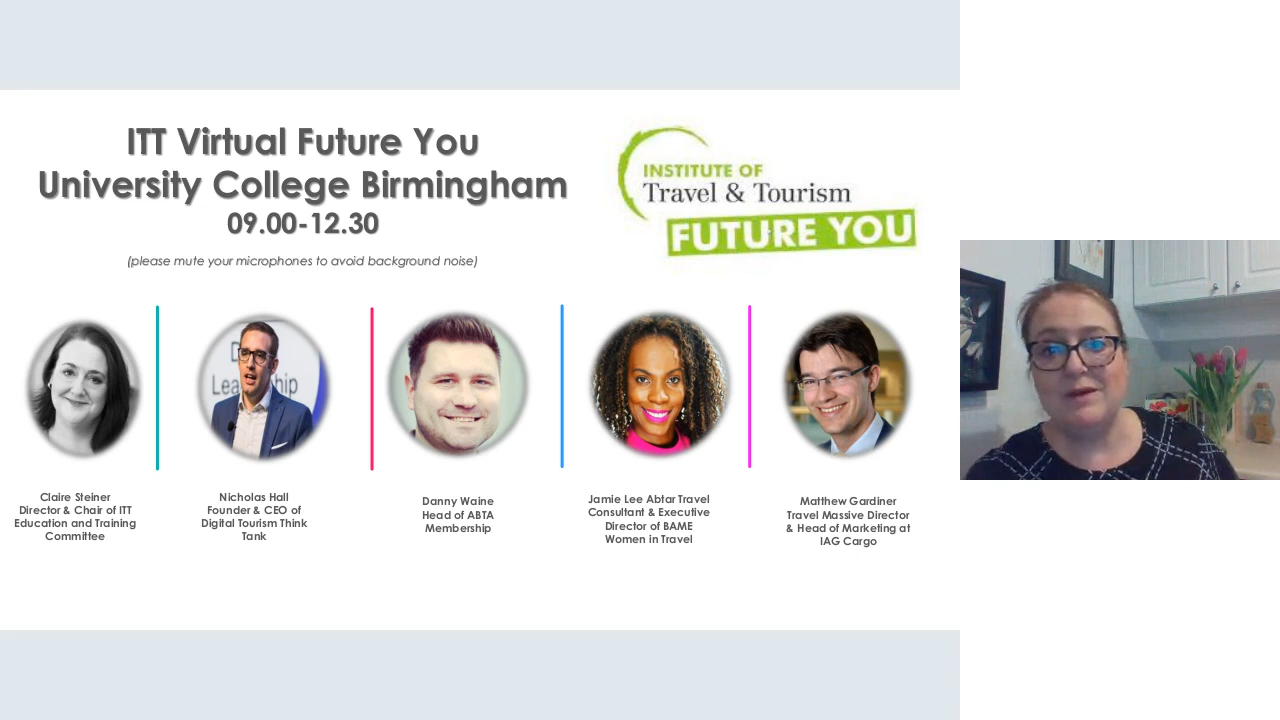 ITT Virtual Future You
University College Birmingham
09.00-12.30
(please mute your microphones to avoid background noise)
INSTITUTE OF
Travel & Tourism
FUTURE YOU
Lea hip
Claire Steiner
Director & Chair of ITT
Education and Training
Committee
Nicholas Hall
Founder & CEO of
Digital Tourism Think
Tank
Danny Waine
Head of ABTA
Membership
Jamie Lee Abtar Travel
Consultant & Executive
Director of BAME
Women in Travel
Matthew Gardiner
Travel Massive Director
& Head of Marketing at
IAG Cargo